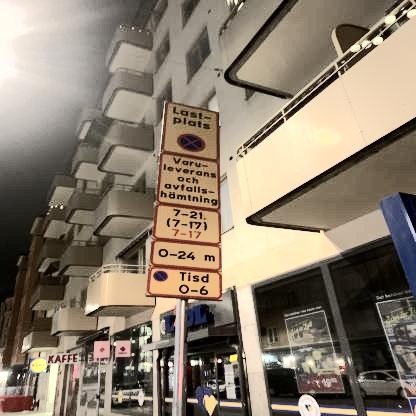 Last-
plats
Varu-
leverans
och
avfalls-
hämtning
7-21.
(7-17)
7-17
0-24 m
Tisd
0-6
KAFFE